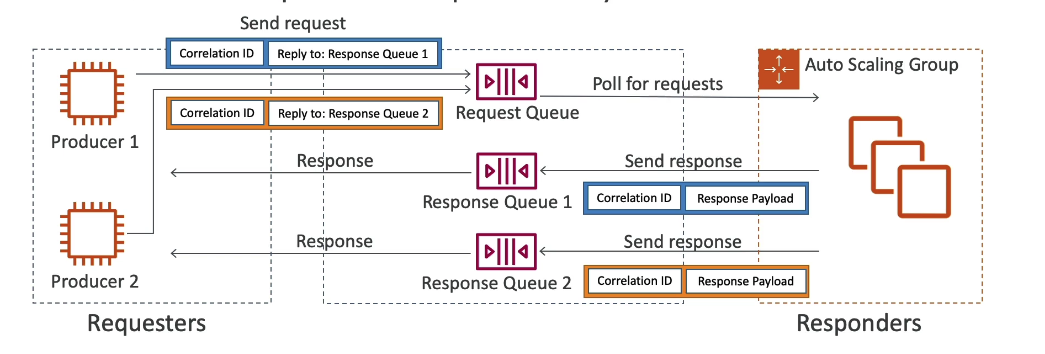 Send request
Correlation ID
Reply to: Response Queue 1
Auto Scaling Group
Poll for requests
Correlation ID
Reply to: Response Queue 2
Request Queue
Producer 1
Response
Send response
Correlation ID
Response Payload
Response Queue 1
Response
Send response
Producer 2
Response Queue 2
Correlation ID
Response Payload
Requesters
Responders